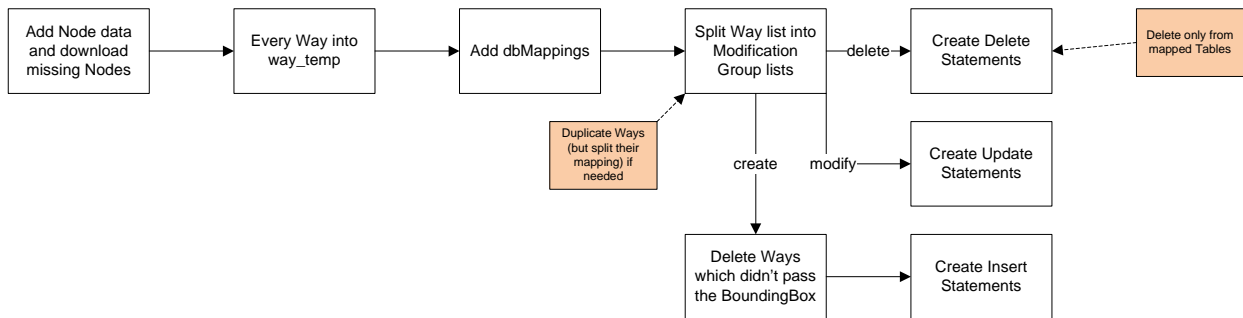 Add Node data
and download
missing Nodes
Every Way into
way_temp
Add dbMappings
Split Way list into
Modification
Group lists
delete
Create Delete
Statements
Delete only from
mapped Tables
Duplicate Ways
(but split their
mapping) if
needed
create
modify
Create Update
Statements
Delete Ways
which didn’t pass
the BoundingBox
Create Insert
Statements